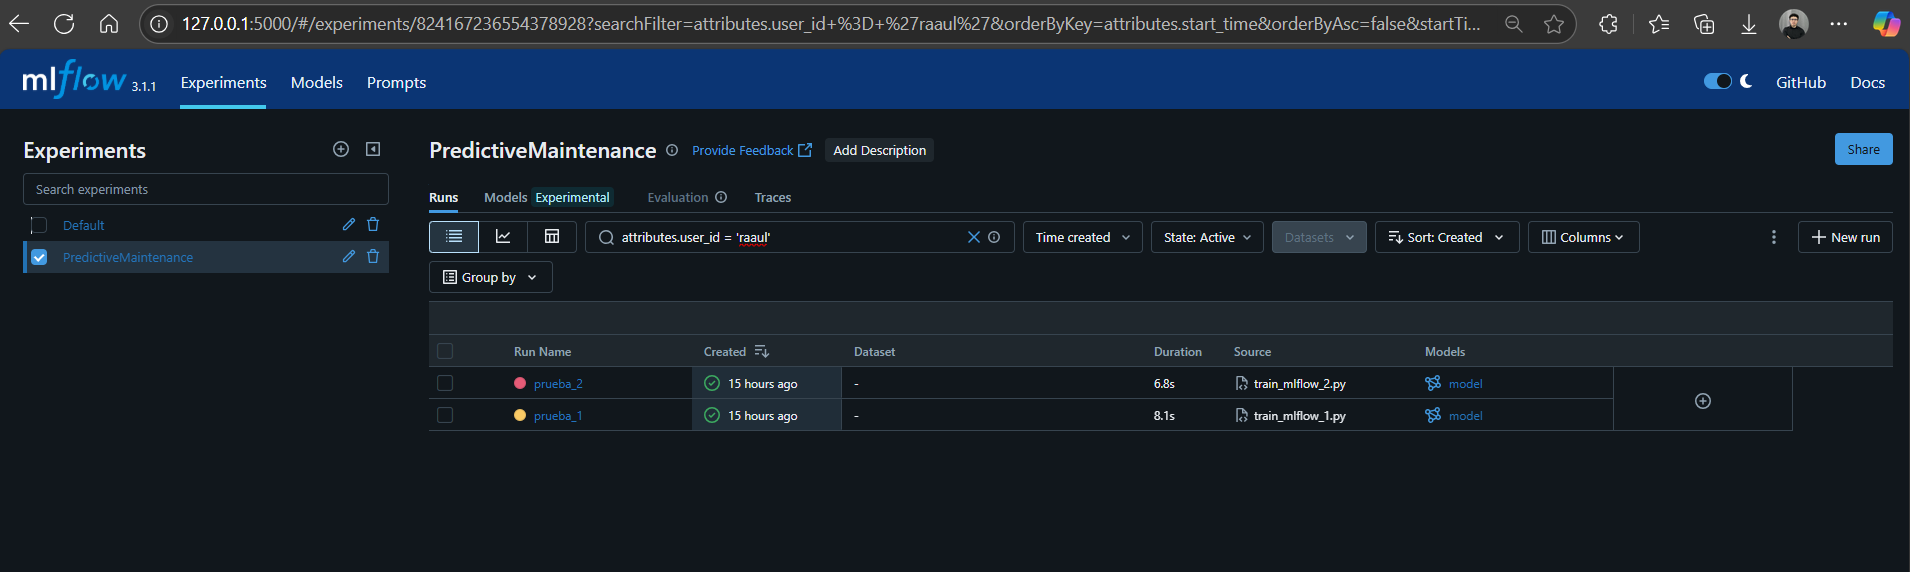 127.0.0.1:5000/#/experiments/824167236554378928?searchFilter=attributes.user_id+%3D+%27raaul%27&orderByKey=attributes.start_time&orderByAsc=false&startTi...
mlflow 3.1.1 Experiments Models Prompts GitHub Docs
Experiments
Search experiments
Default
PredictiveMaintenance
PredictiveMaintenance Provide Feedback Add Description Share
Runs Models Experimental Evaluation Traces
attributes.user_id = 'raaul' Time created State: Active Datasets Sort: Created Columns New run
Group by
Run Name Created Dataset Duration Source Models
prueba_2 15 hours ago - 6.8s train_mlflow_2.py model
prueba_1 15 hours ago - 8.1s train_mlflow_1.py model